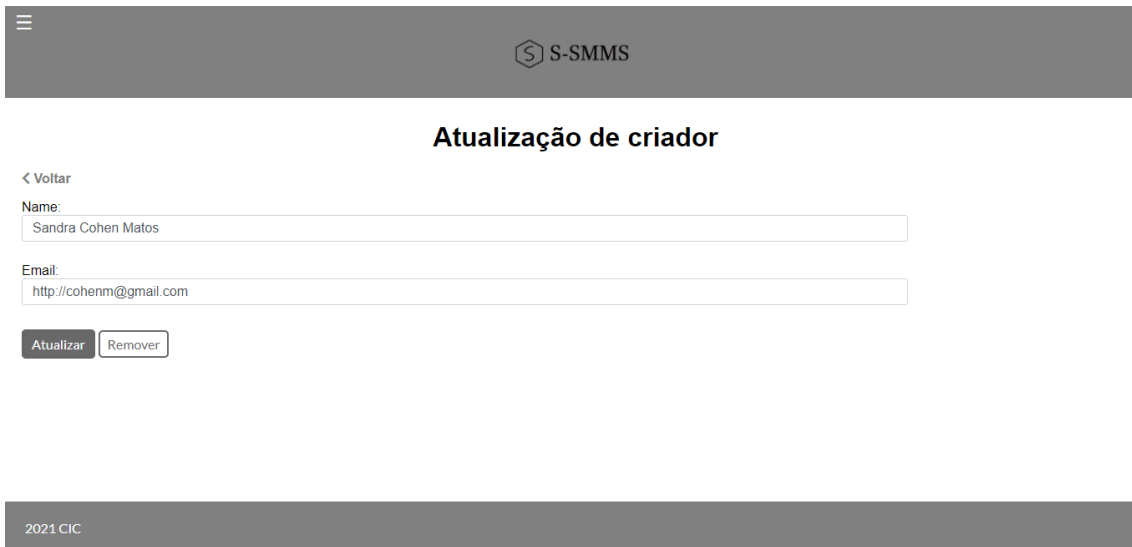 S-SMMS
Atualização de criador
Voltar
Name:
Sandra Cohen Matos
Email:
http://cohenm@gmail.com
Atualizar Remover
2021 CIC